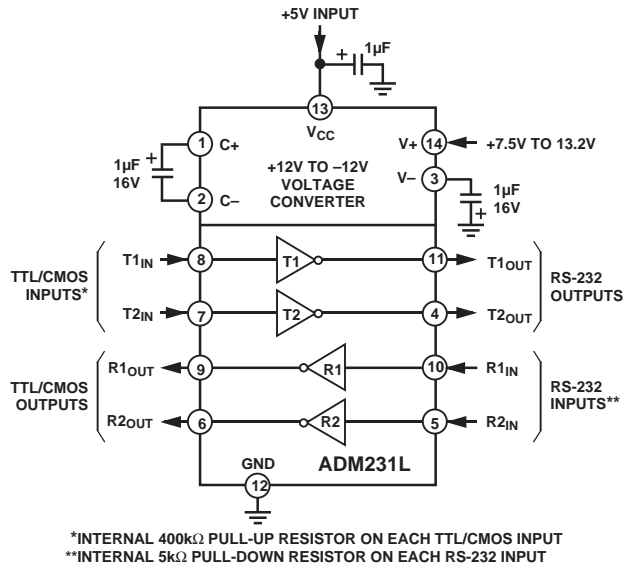 +5V INPUT
+ 1µF
13
VCC
1 C+
V+ 14 +7.5V TO 13.2V
1µF +
16V
+12V TO –12V
VOLTAGE
CONVERTER
V– 3
2 C–
1µF
16V
+
TTL/CMOS
INPUTS*
T1IN 8 T1 11 T1OUT
T2IN 7 T2 4 T2OUT
RS-232
OUTPUTS
TTL/CMOS
OUTPUTS
R1OUT 9 R1 10 R1IN
R2OUT 6 R2 5 R2IN
RS-232
INPUTS**
GND
12
ADM231L
*INTERNAL 400kΩ PULL-UP RESISTOR ON EACH TTL/CMOS INPUT
**INTERNAL 5kΩ PULL-DOWN RESISTOR ON EACH RS-232 INPUT